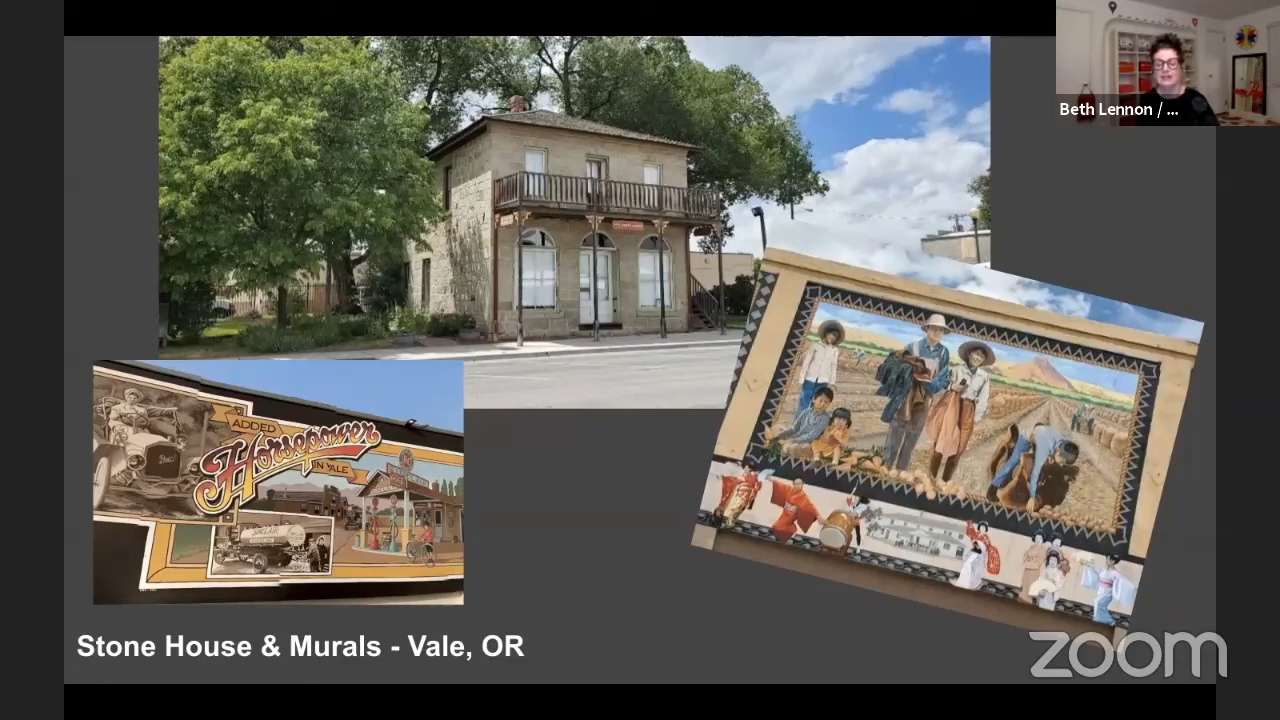 Beth Lennon / ...
ADDED
Horsepower
IN VALE
Stone House & Murals - Vale, OR
zoom